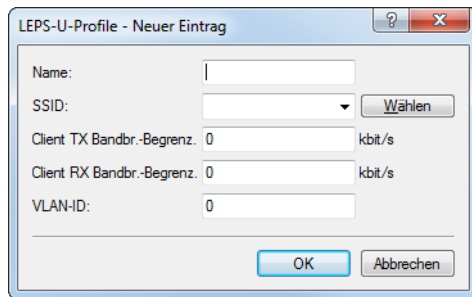 LEPS-U-Profile - Neuer Eintrag
Name:
SSID: Wählen
Client TX Bandbr.-Begrenz. 0 kbit/s
Client RX Bandbr.-Begrenz. 0 kbit/s
VLAN-ID: 0
OK Abbrechen